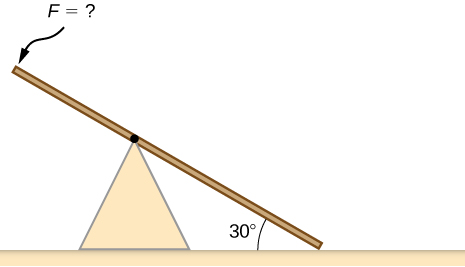 F = ?
30°